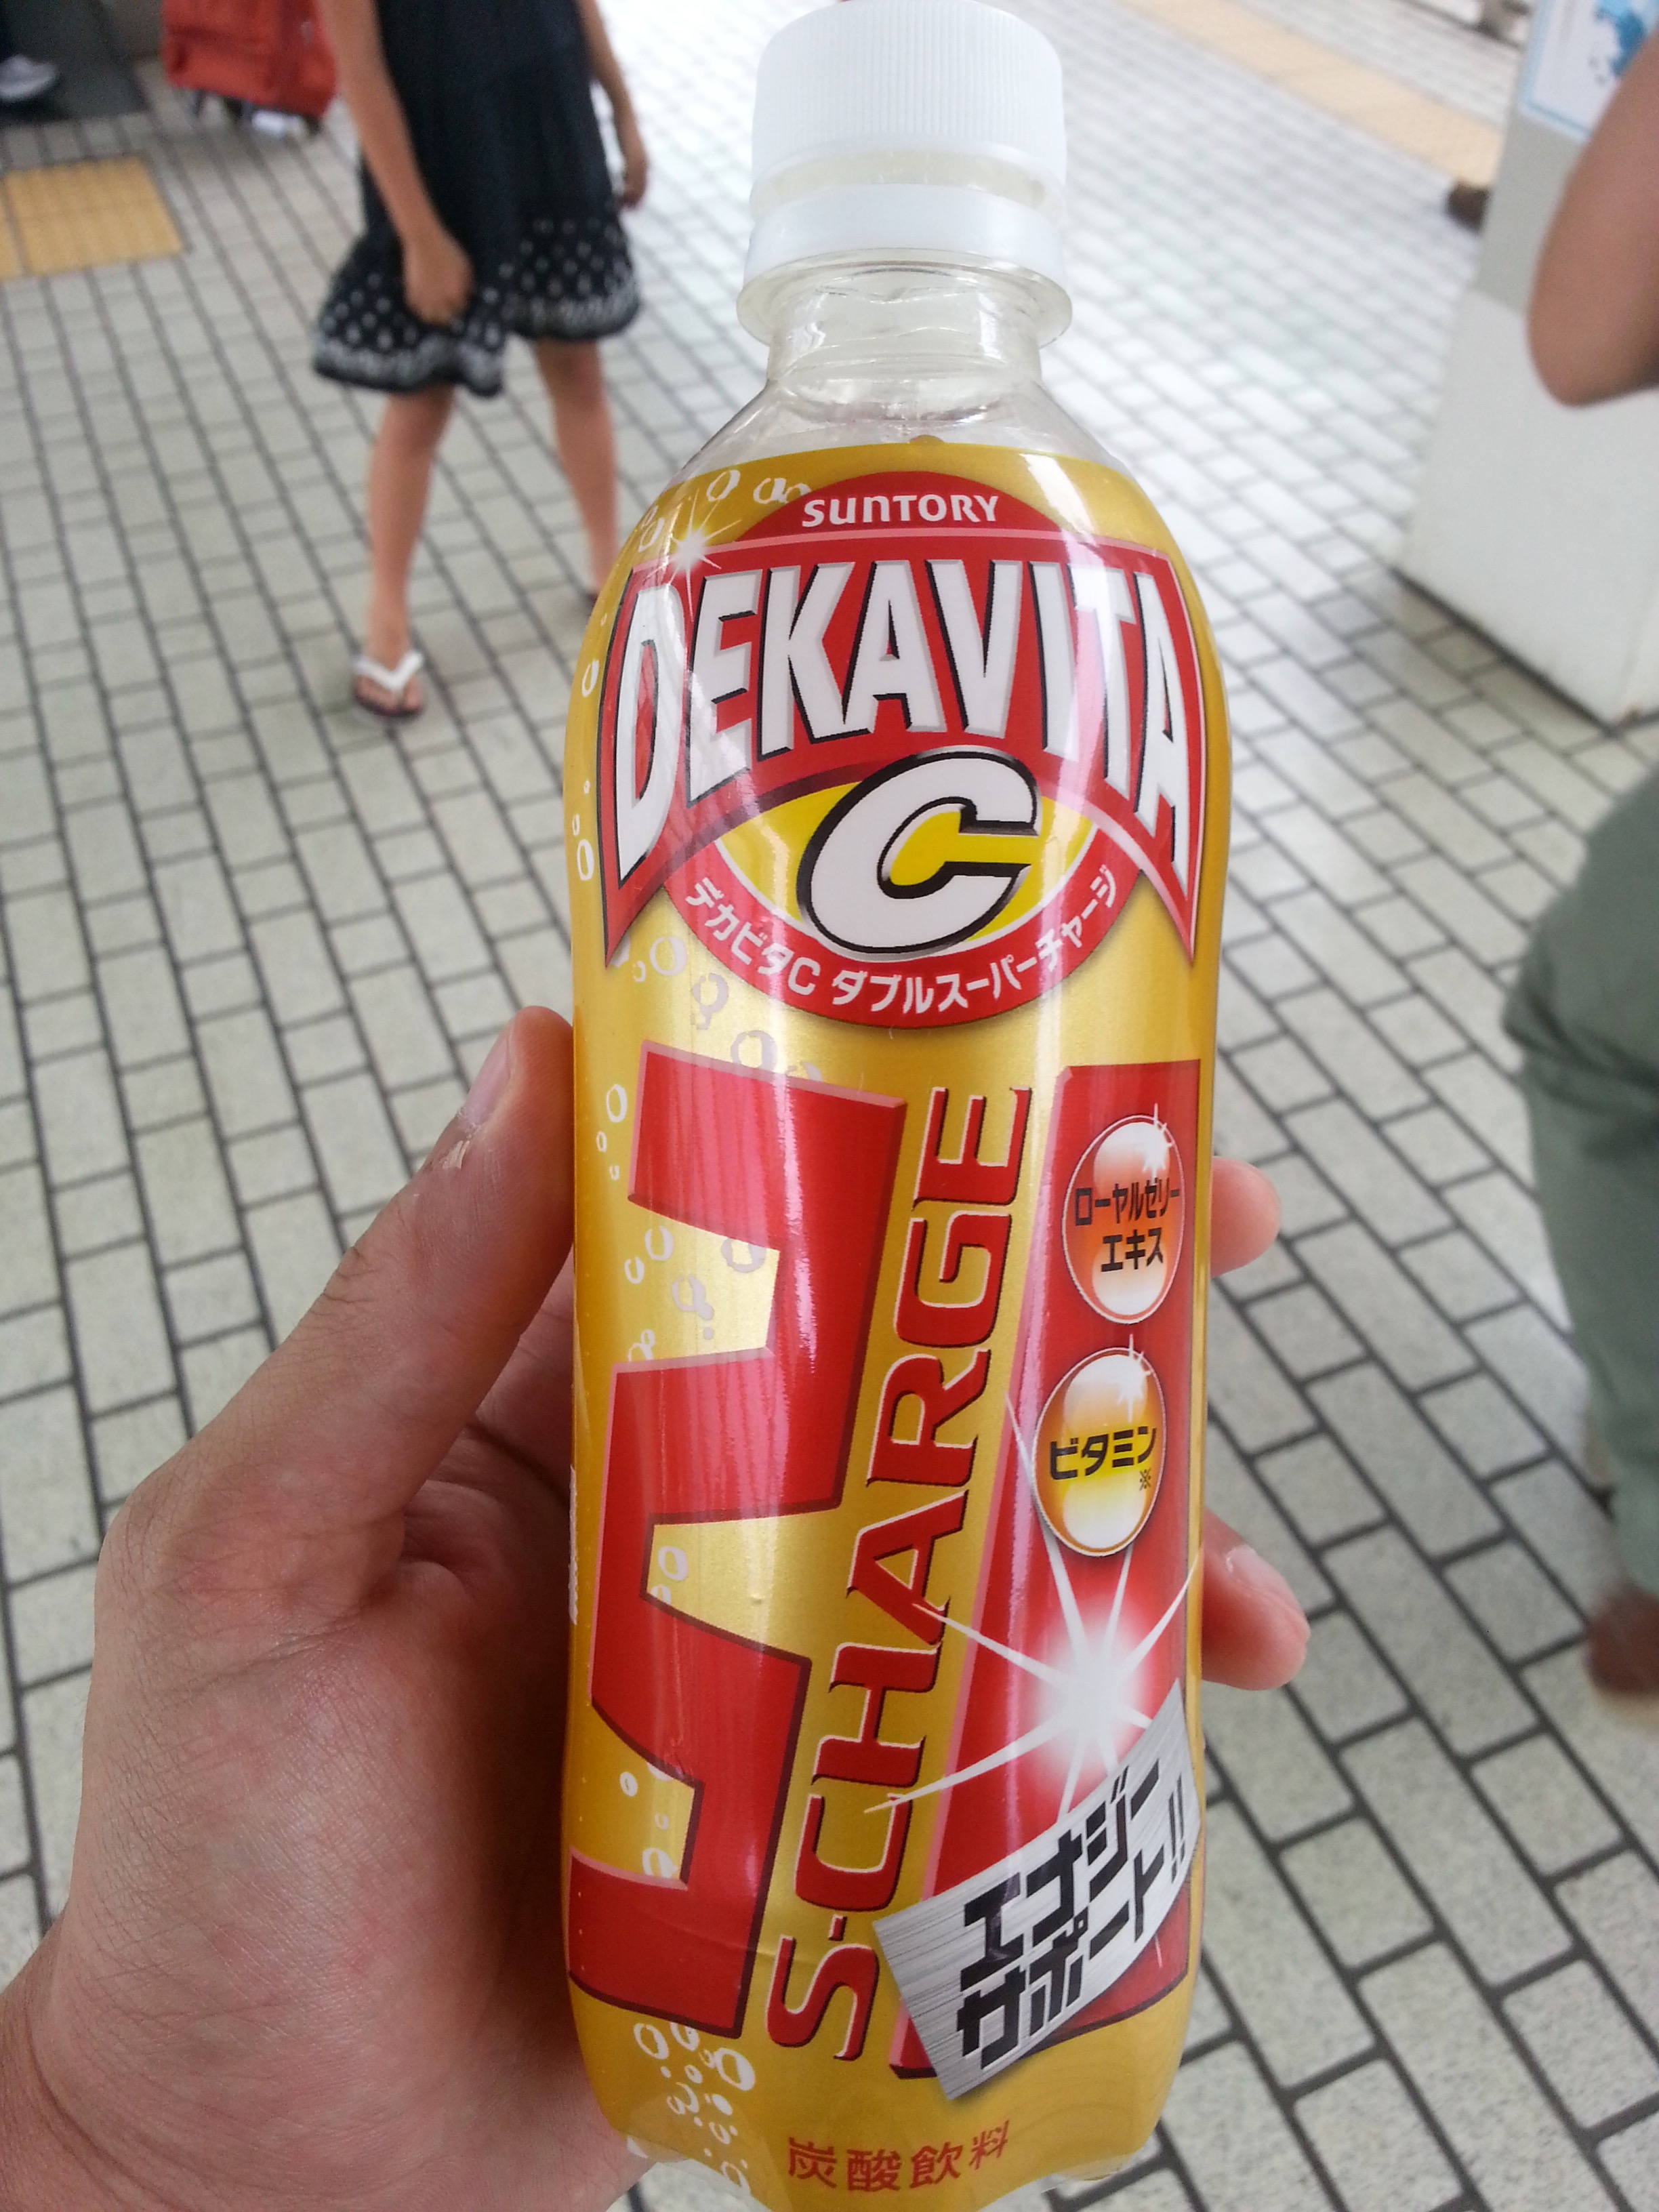 SUNTORY
DEKAVITA
C
デカビタC ダブルスーパーチャージ
S-CHARGE
ローヤルゼリー
エキス
ビタミン
※
エナジー
サポート!!
炭酸飲料